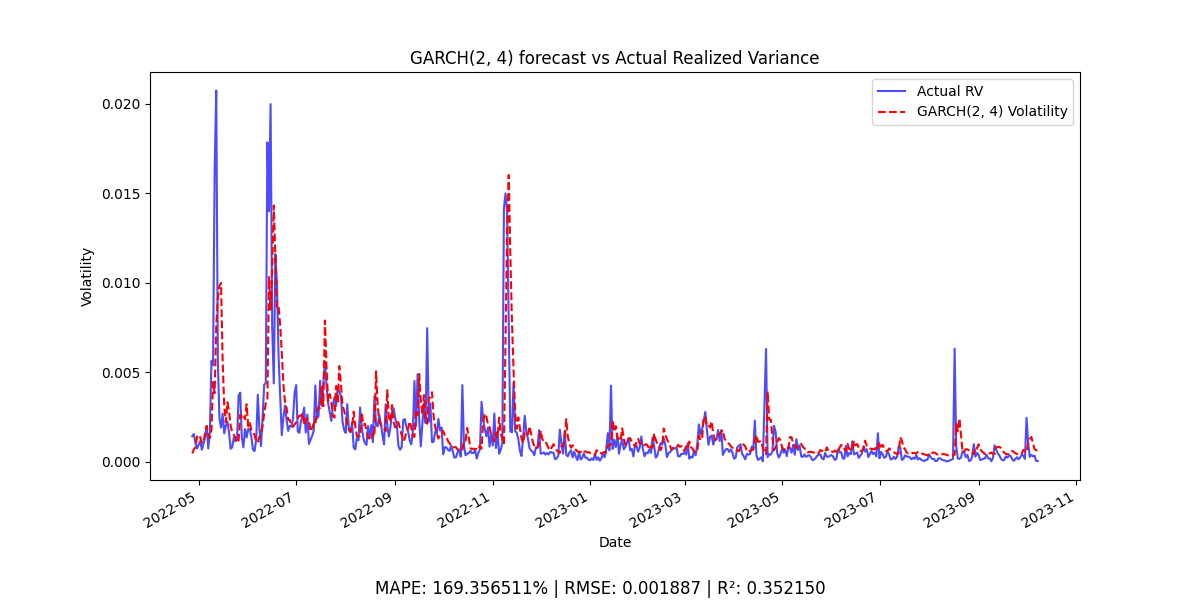 GARCH(2, 4) forecast vs Actual Realized Variance
Actual RV
GARCH(2, 4) Volatility
0.020
0.015
0.010
0.005
0.000
Volatility
2022-05
2022-07
2022-09
2022-11
2023-01
2023-03
2023-05
2023-07
2023-09
2023-11
Date
MAPE: 169.356511% | RMSE: 0.001887 | R²: 0.352150